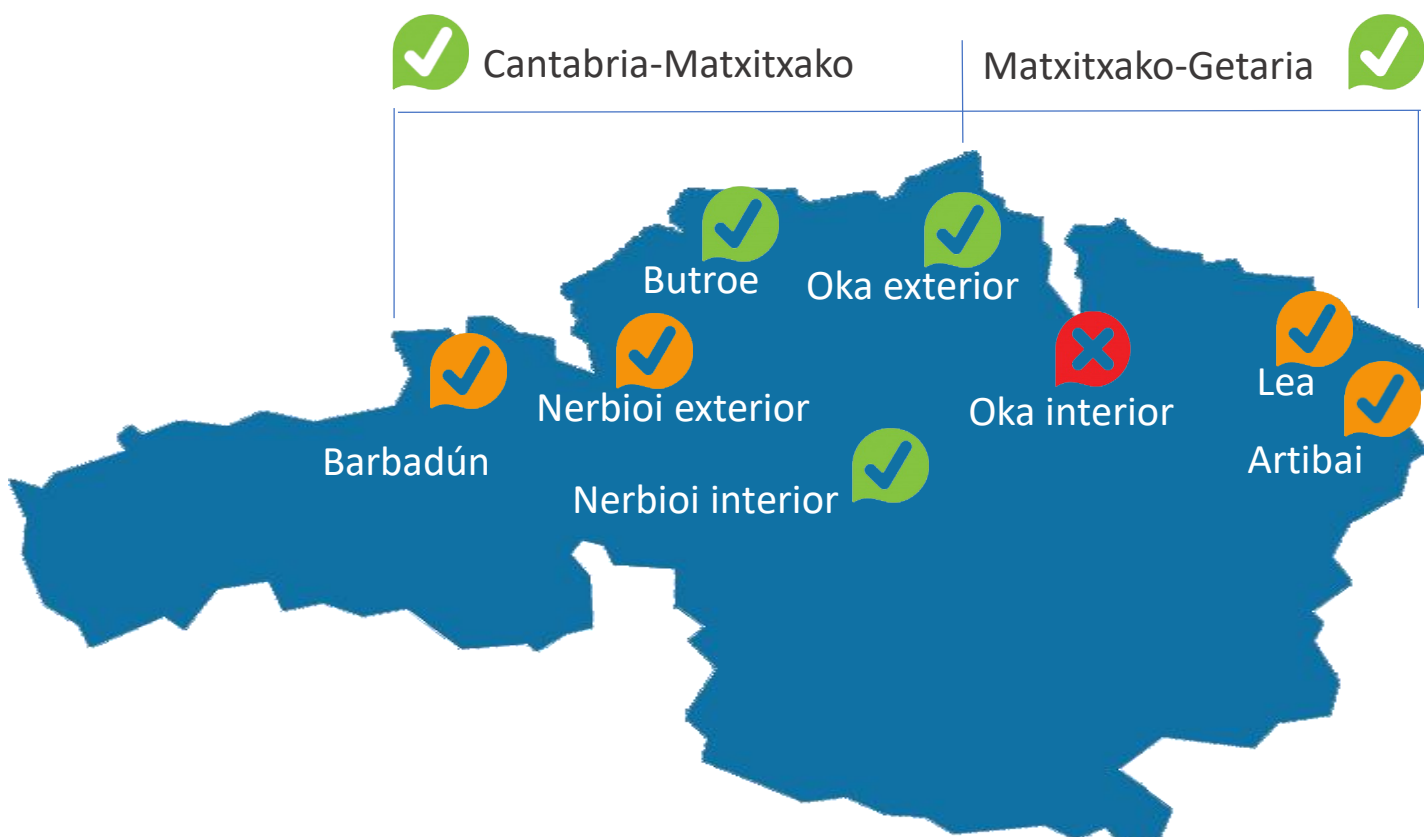 Cantabria-Matxitxako
Matxitxako-Getaria
Butroe
Oka exterior
Nerbioi exterior
Oka interior
Lea
Barbadún
Artibai
Nerbioi interior